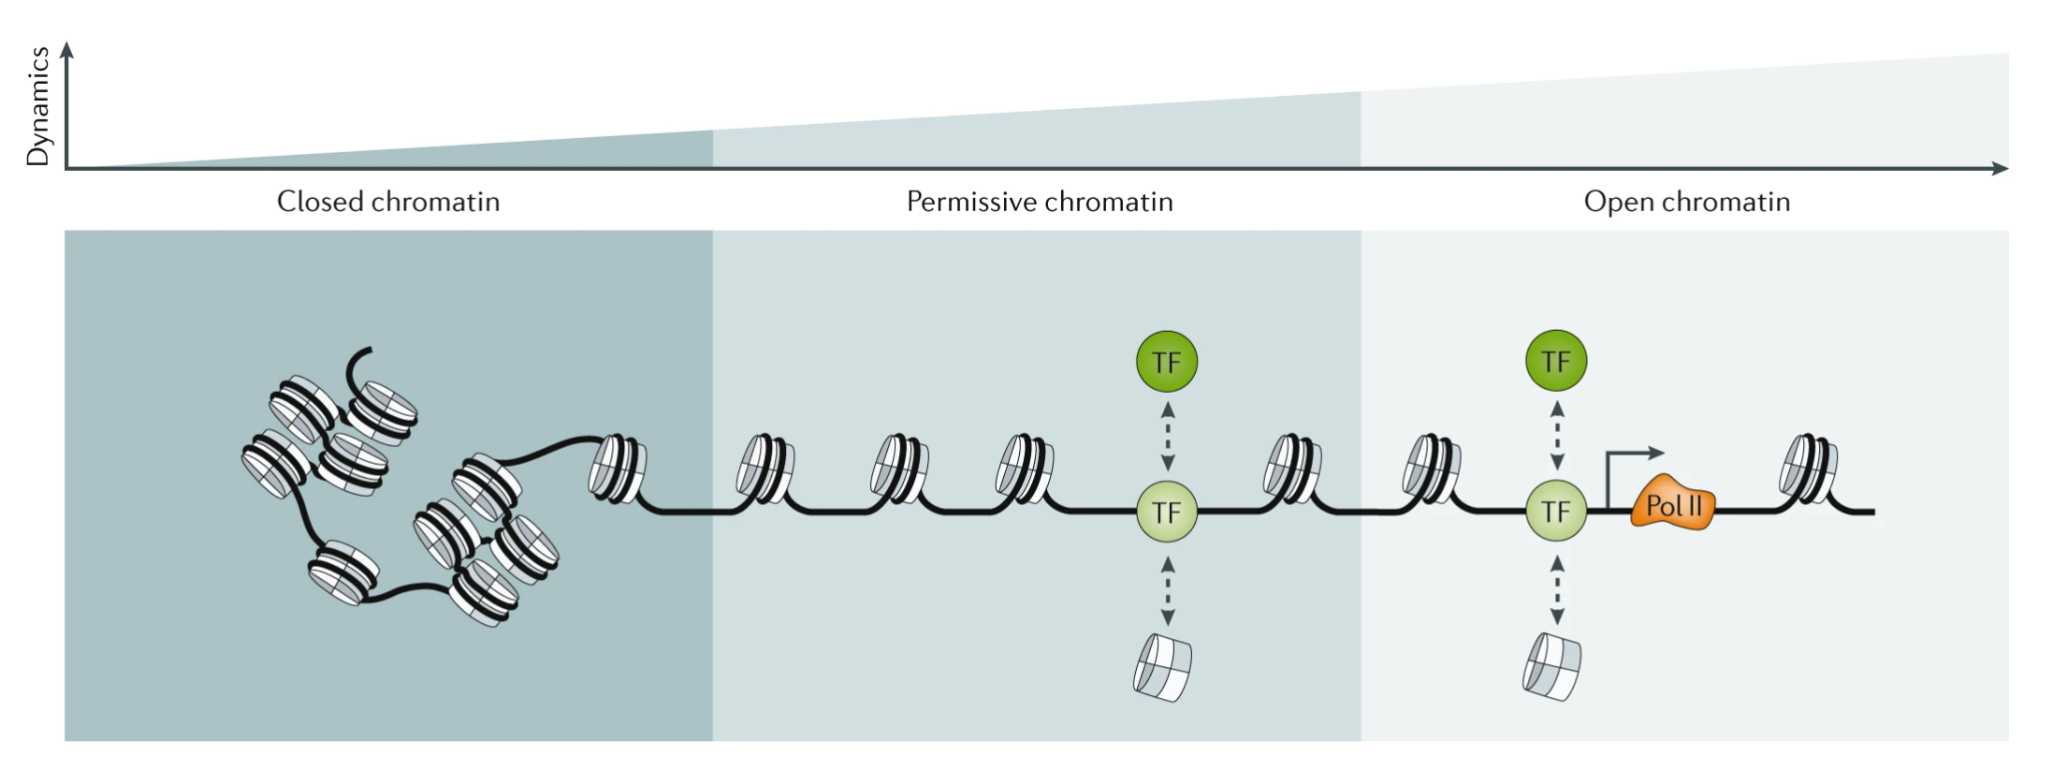 Dynamics
Closed chromatin
Permissive chromatin
Open chromatin
TF
TF
TF
TF
Pol II